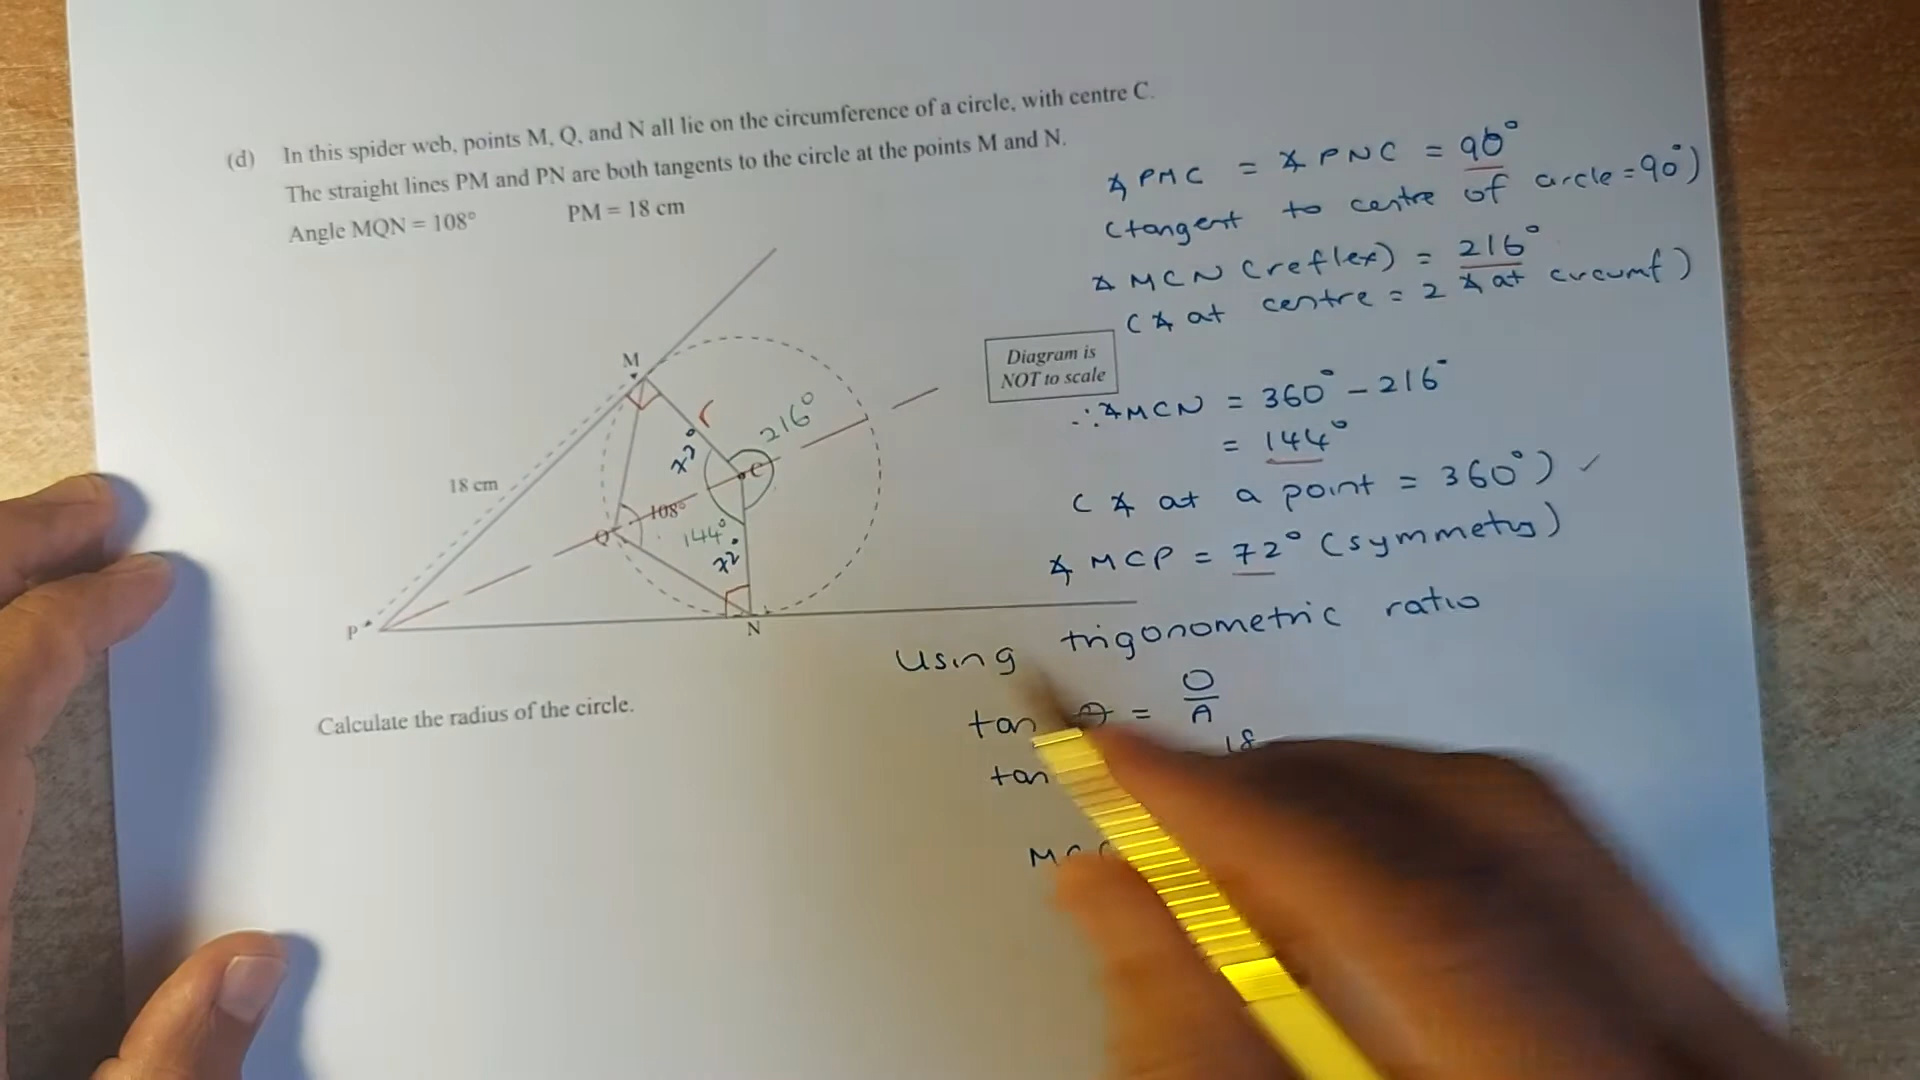 (d) In this spider web, points M, Q, and N all lie on the circumference of a circle, with centre C.
The straight lines PM and PN are both tangents to the circle at the points M and N.
Angle MQN = 108° PM = 18 cm
M
18 cm
r
x2°
216°
C
Q
108°
144°
x2°
P
N
Diagram is
NOT to scale
Calculate the radius of the circle.
∡ PMC = ∡ PNC = 90°
(tangent to centre of circle = 90°)
∡ MCN (reflex) = 216°
(∡ at centre = 2 ∡ at circumf)
∴ ∡MCN = 360° - 216°
= 144°
(∡ at a point = 360°) ✓
∡ MCP = 72° (symmetry)
Using trigonometric ratio
tan θ = O
A
18
tan